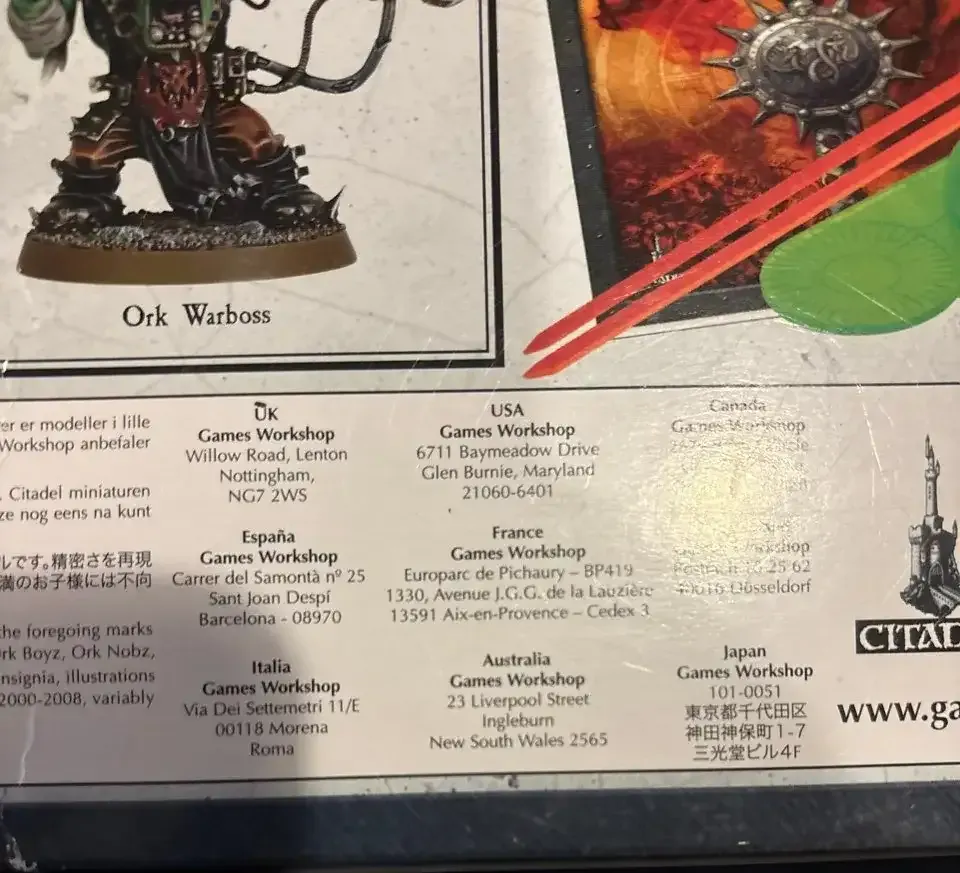 Ork Warboss
er er modeller i lille
Workshop anbefaler
. Citadel miniaturen
ze nog eens na kunt
ルです。精密さを再現
満のお子様には不向
he foregoing marks
rk Boyz, Ork Nobz,
nsignia, illustrations
2000-2008, variably
UK
Games Workshop
Willow Road, Lenton
Nottingham,
NG7 2WS
USA
Games Workshop
6711 Baymeadow Drive
Glen Burnie, Maryland
21060-6401
Canada
Games Workshop
España
Games Workshop
Carrer del Samontà nº 25
Sant Joan Despí
Barcelona - 08970
France
Games Workshop
Europarc de Pichaury – BP419
1330, Avenue J.G.G. de la Lauzière
13591 Aix-en-Provence – Cedex 3
Workshop
25 62
Düsseldorf
Italia
Games Workshop
Via Dei Settemetri 11/E
00118 Morena
Roma
Australia
Games Workshop
23 Liverpool Street
Ingleburn
New South Wales 2565
Japan
Games Workshop
101-0051
東京都千代田区
神田神保町1-7
三光堂ビル4F
CITAD
www.ga